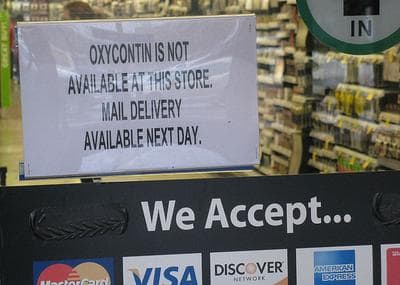 IN
OXYCONTIN IS NOT
AVAILABLE AT THIS STORE.
MAIL DELIVERY
AVAILABLE NEXT DAY.
We Accept...
MasterCard
VISA
DISCOVER
NETWORK
AMERICAN
EXPRESS